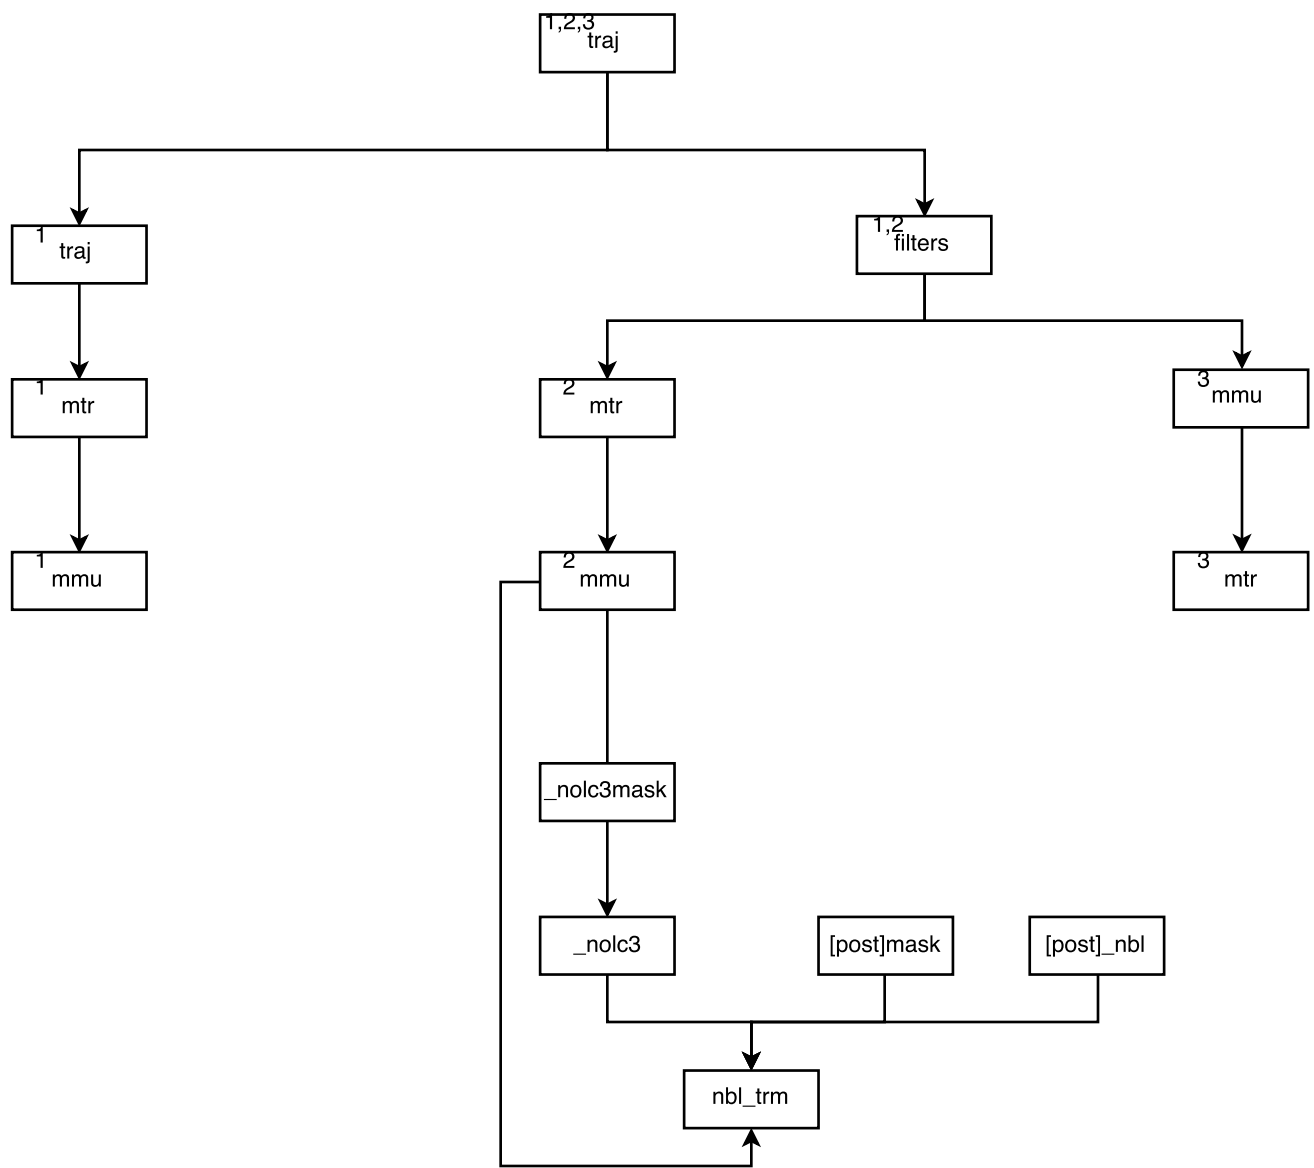 1,2,3
traj
1
traj
1,2
filters
1
mtr
2
mtr
3
mmu
1
mmu
2
mmu
3
mtr
_nolc3mask
_nolc3
[post]mask
[post]_nbl
nbl_trm